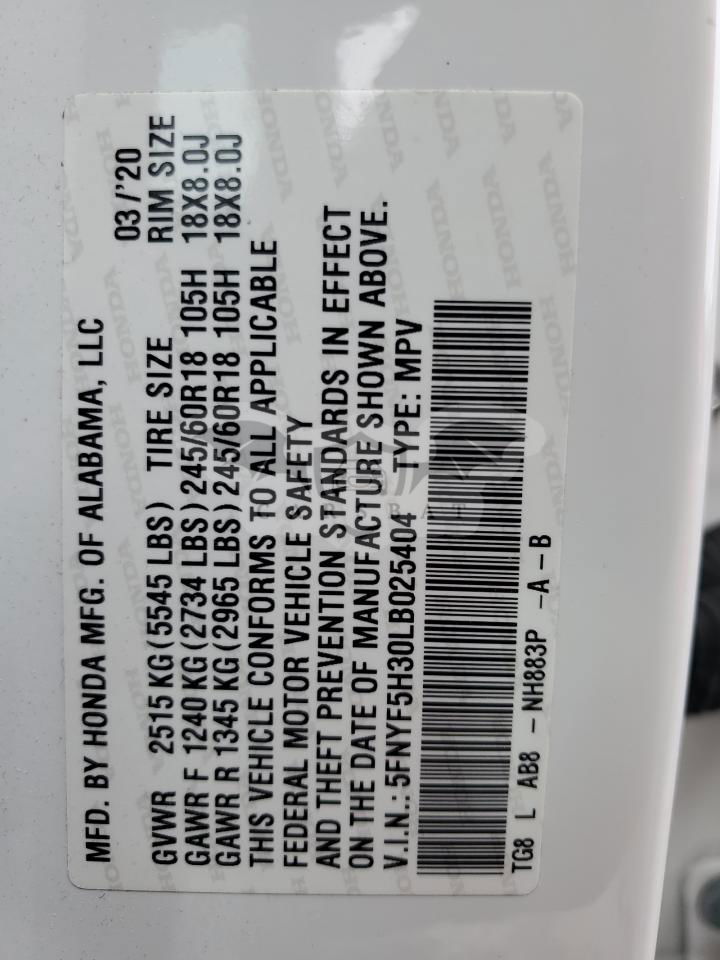 MFD. BY HONDA MFG. OF ALABAMA, LLC
03/'20
GVWR 2515 KG(5545 LBS) TIRE SIZE RIM SIZE
GAWR F 1240 KG(2734 LBS)245/60R18 105H 18X8.0J
GAWR R 1345 KG(2965 LBS)245/60R18 105H 18X8.0J
THIS VEHICLE CONFORMS TO ALL APPLICABLE
FEDERAL MOTOR VEHICLE SAFETY
AND THEFT PREVENTION STANDARDS IN EFFECT
ON THE DATE OF MANUFACTURE SHOWN ABOVE.
V.I.N.: 5FNYF5H30LB025404 TYPE: MPV
TG8 L AB8 - NH883P -A-B